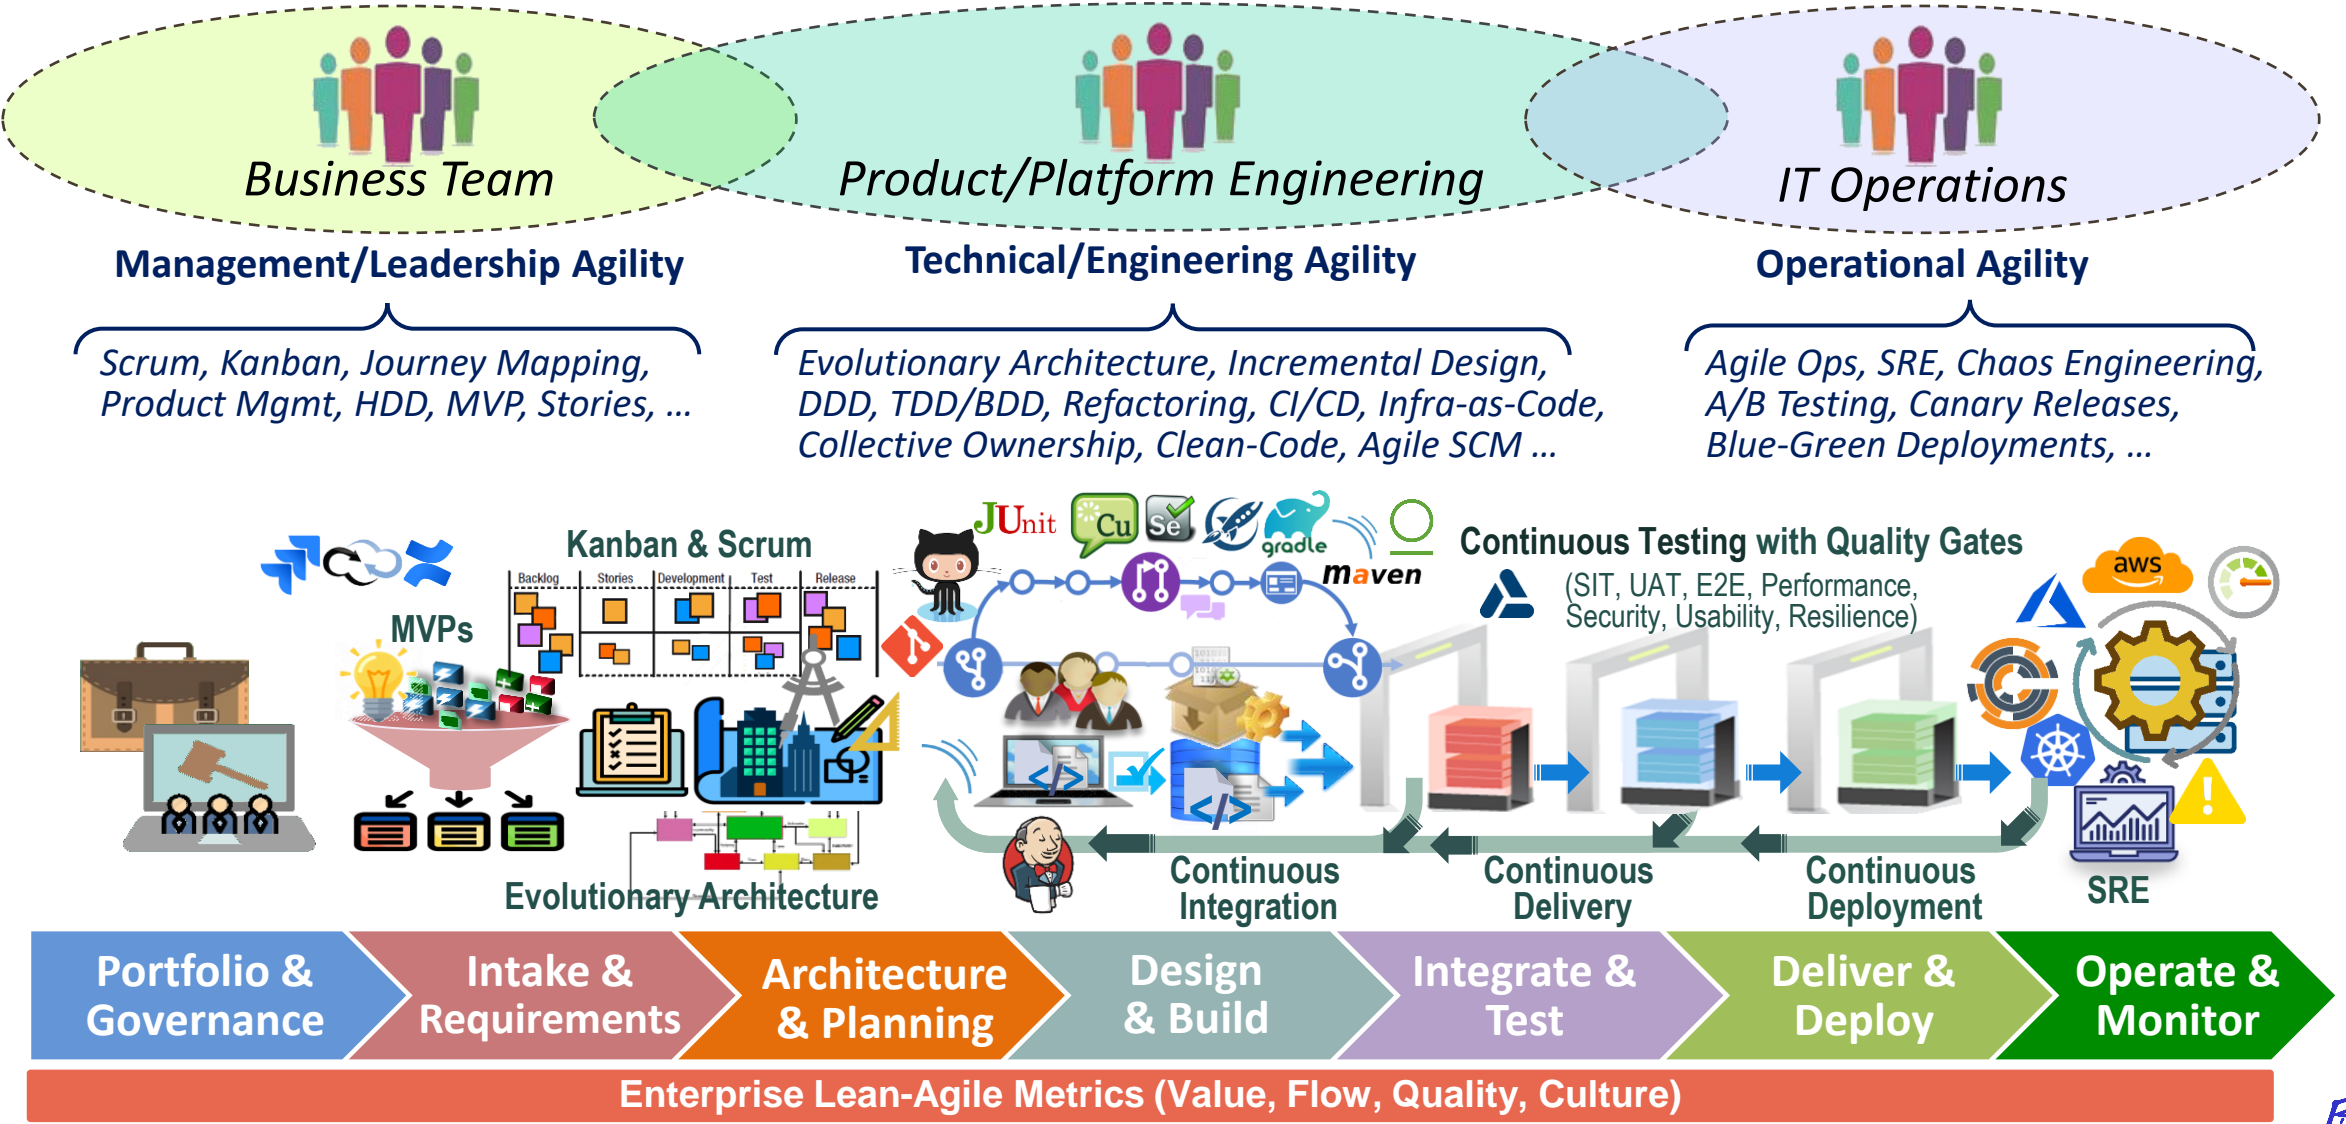 Business Team
Product/Platform Engineering
IT Operations
Management/Leadership Agility
Technical/Engineering Agility
Operational Agility
Scrum, Kanban, Journey Mapping,
Product Mgmt, HDD, MVP, Stories, ...
Evolutionary Architecture, Incremental Design,
DDD, TDD/BDD, Refactoring, CI/CD, Infra-as-Code,
Collective Ownership, Clean-Code, Agile SCM ...
Agile Ops, SRE, Chaos Engineering,
A/B Testing, Canary Releases,
Blue-Green Deployments, ...
Kanban & Scrum
Backlog
Stories
Development
Test
Release
MVPs
Evolutionary Architecture
JUnit
Cu
Se
gradle
maven
</>
</>
Continuous Testing with Quality Gates
(SIT, UAT, E2E, Performance,
Security, Usability, Resilience)
aws
Continuous
Integration
Continuous
Delivery
Continuous
Deployment
SRE
Portfolio &
Governance
Intake &
Requirements
Architecture
& Planning
Design
& Build
Integrate &
Test
Deliver &
Deploy
Operate &
Monitor
Enterprise Lean-Agile Metrics (Value, Flow, Quality, Culture)